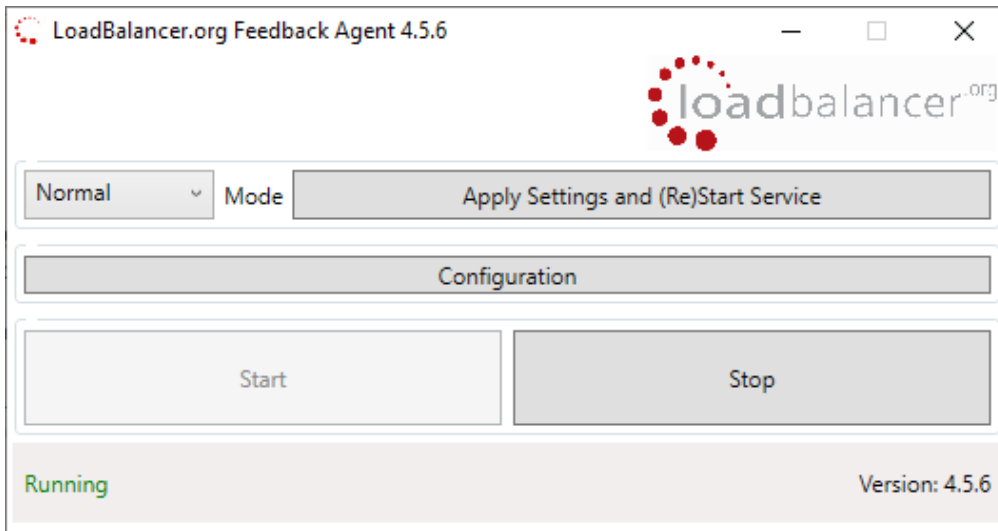 LoadBalancer.org Feedback Agent 4.5.6
loadbalancer.org
Normal Mode Apply Settings and (Re)Start Service
Configuration
Start Stop
Running Version: 4.5.6